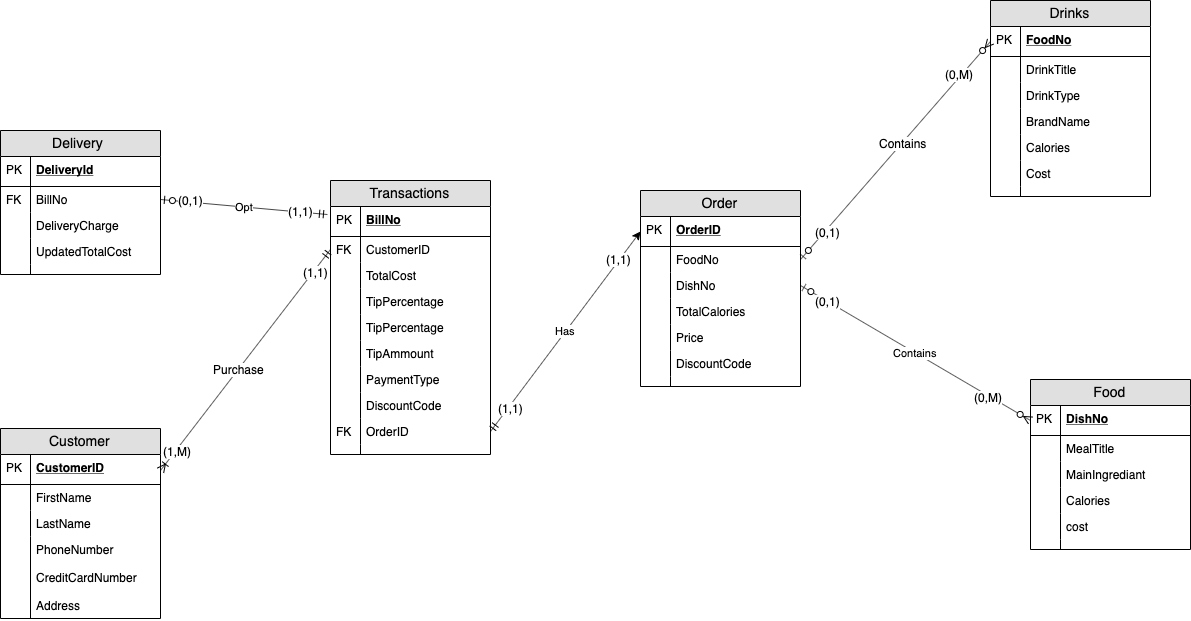 Drinks
PK FoodNo
DrinkTitle
DrinkType
BrandName
Calories
Cost
(0,M)
Contains
(0,1)
Delivery
PK DeliveryId
FK BillNo
DeliveryCharge
UpdatedTotalCost
(0,1)
Opt
(1,1)
Transactions
PK BillNo
FK CustomerID
TotalCost
TipPercentage
TipPercentage
TipAmmount
PaymentType
DiscountCode
FK OrderID
(1,1)
Purchase
(1,M)
Order
PK OrderID
FoodNo
DishNo
TotalCalories
Price
DiscountCode
(1,1)
Has
(1,1)
(0,1)
Contains
(0,M)
Food
PK DishNo
MealTitle
MainIngrediant
Calories
cost
Customer
PK CustomerID
FirstName
LastName
PhoneNumber
CreditCardNumber
Address